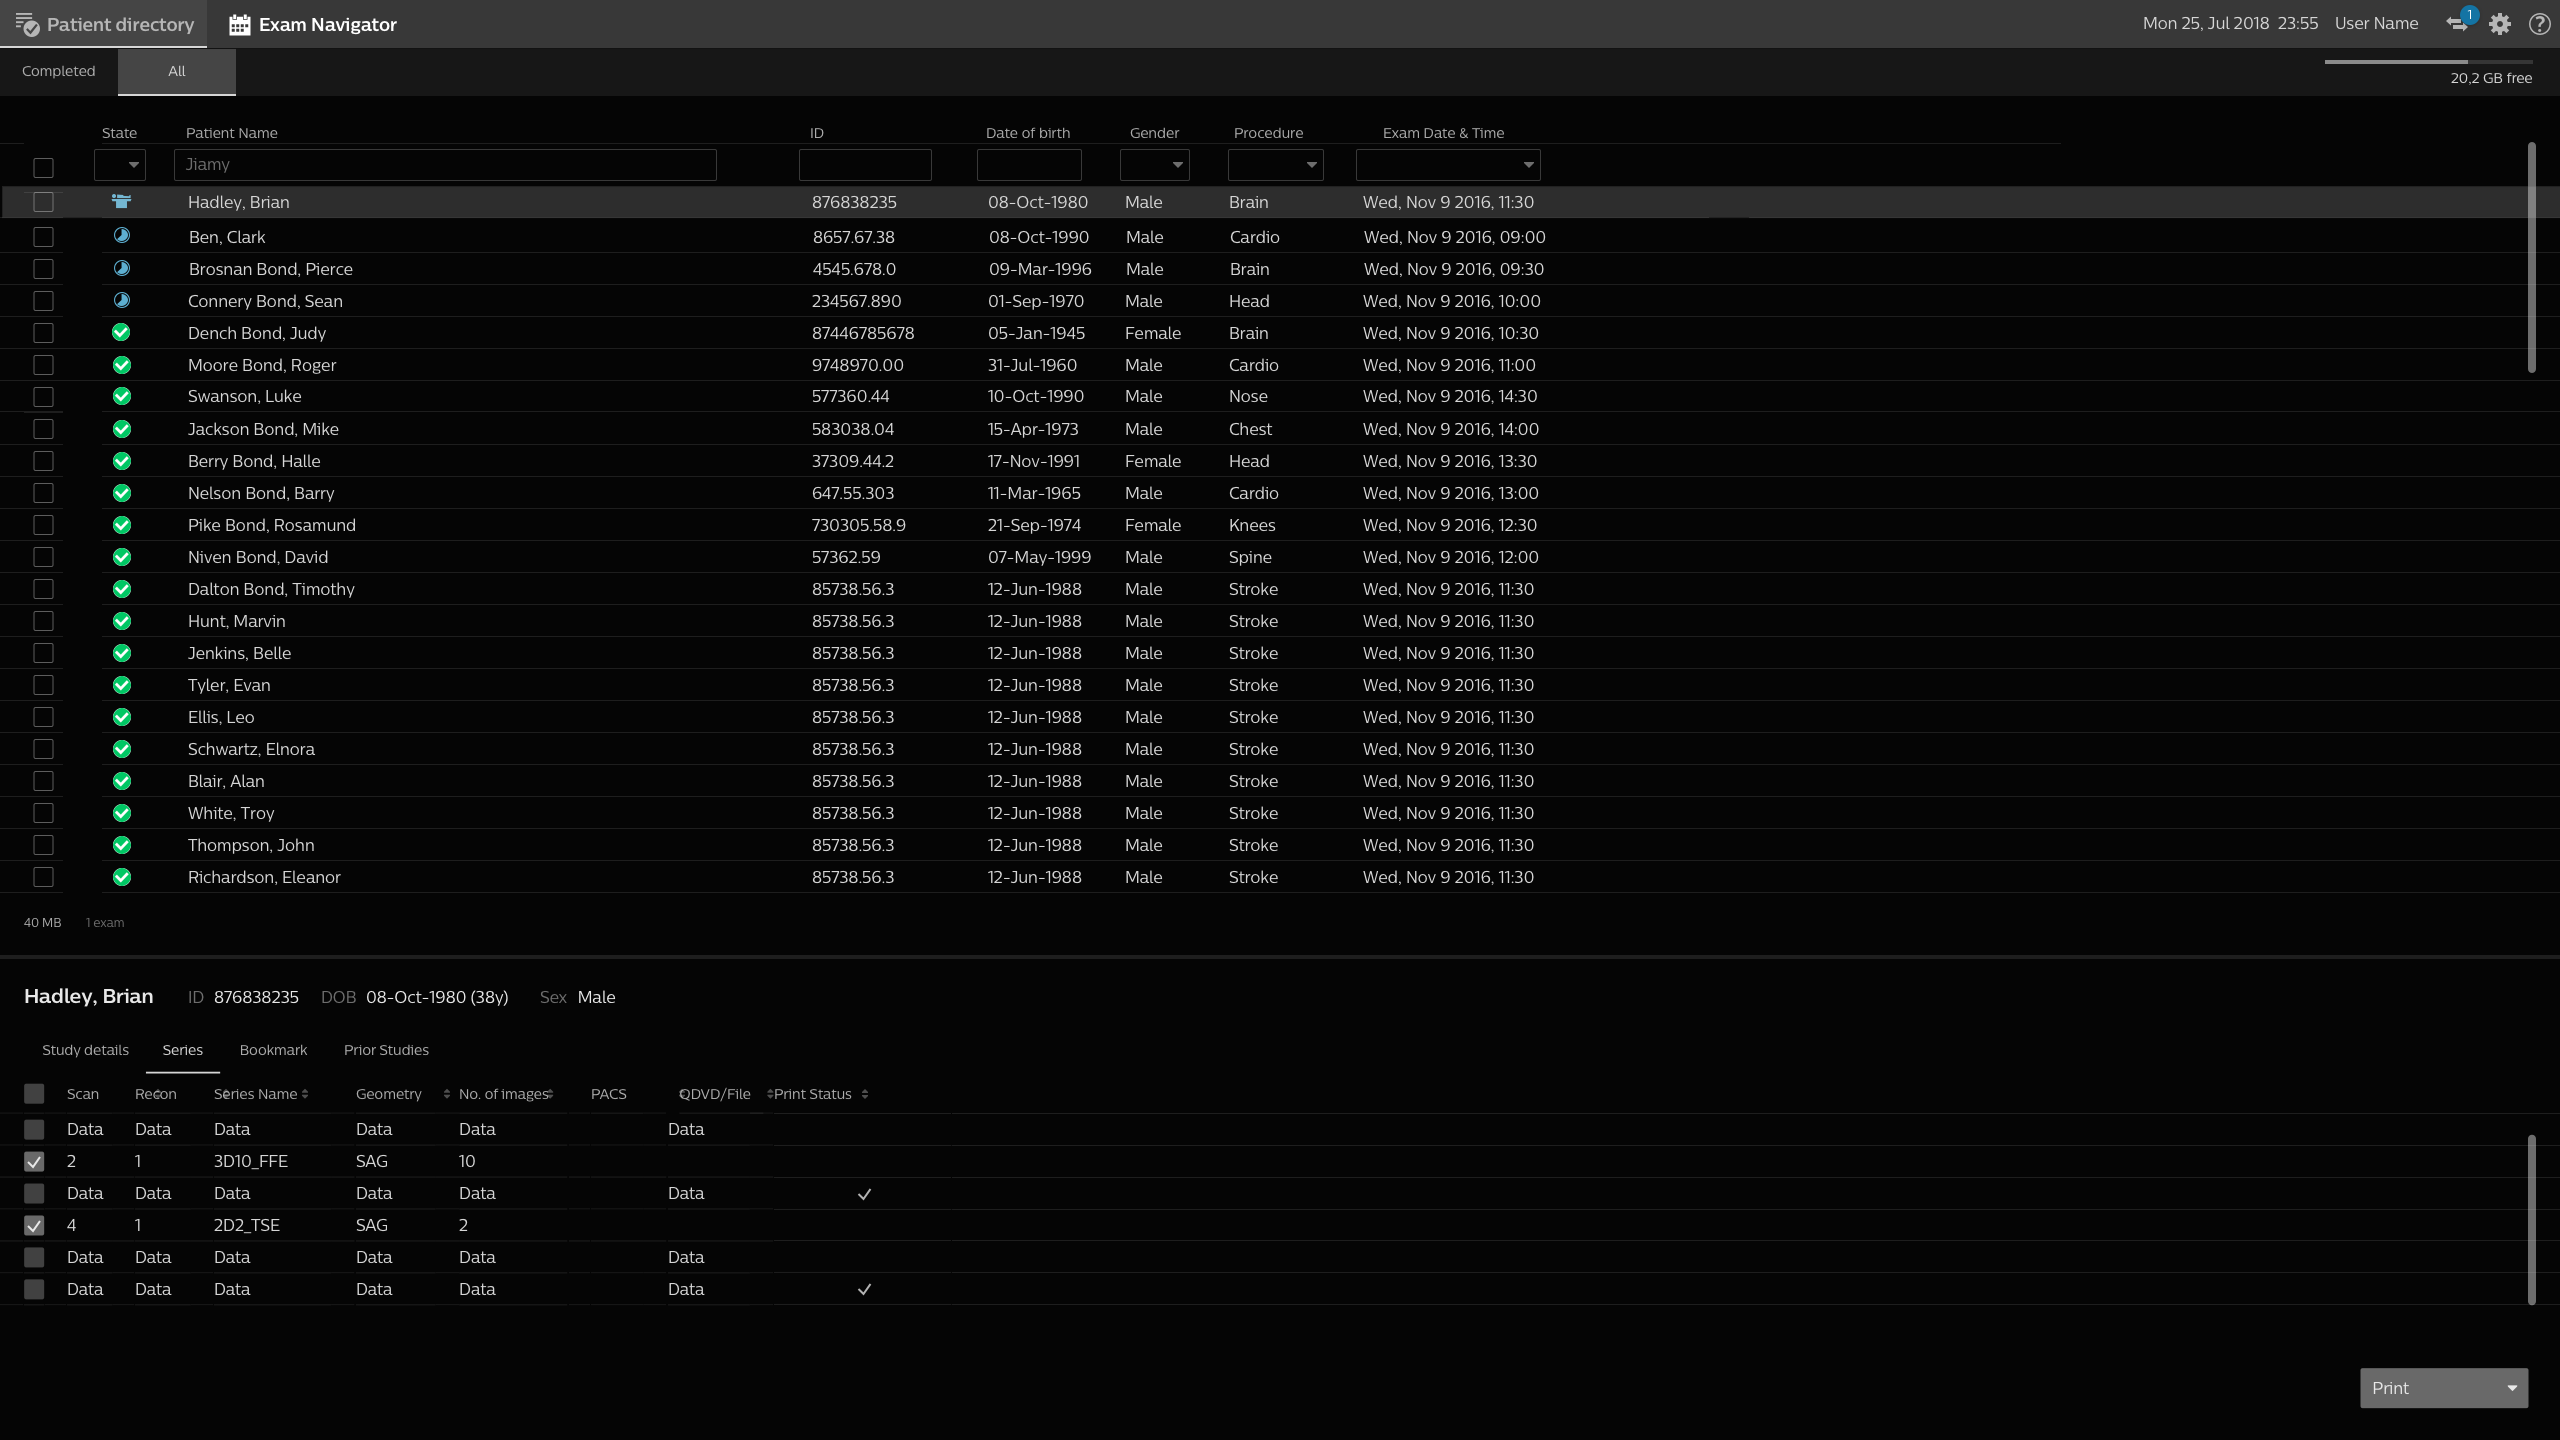 Patient directory Exam Navigator Mon 25, Jul 2018 23:55 User Name 1
Completed All 20,2 GB free
State Patient Name ID Date of birth Gender Procedure Exam Date & Time
Jiamy
Hadley, Brian 876838235 08-Oct-1980 Male Brain Wed, Nov 9 2016, 11:30
Ben, Clark 8657.67.38 08-Oct-1990 Male Cardio Wed, Nov 9 2016, 09:00
Brosnan Bond, Pierce 4545.678.0 09-Mar-1996 Male Brain Wed, Nov 9 2016, 09:30
Connery Bond, Sean 234567.890 01-Sep-1970 Male Head Wed, Nov 9 2016, 10:00
Dench Bond, Judy 87446785678 05-Jan-1945 Female Brain Wed, Nov 9 2016, 10:30
Moore Bond, Roger 9748970.00 31-Jul-1960 Male Cardio Wed, Nov 9 2016, 11:00
Swanson, Luke 577360.44 10-Oct-1990 Male Nose Wed, Nov 9 2016, 14:30
Jackson Bond, Mike 583038.04 15-Apr-1973 Male Chest Wed, Nov 9 2016, 14:00
Berry Bond, Halle 37309.44.2 17-Nov-1991 Female Head Wed, Nov 9 2016, 13:30
Nelson Bond, Barry 647.55.303 11-Mar-1965 Male Cardio Wed, Nov 9 2016, 13:00
Pike Bond, Rosamund 730305.58.9 21-Sep-1974 Female Knees Wed, Nov 9 2016, 12:30
Niven Bond, David 57362.59 07-May-1999 Male Spine Wed, Nov 9 2016, 12:00
Dalton Bond, Timothy 85738.56.3 12-Jun-1988 Male Stroke Wed, Nov 9 2016, 11:30
Hunt, Marvin 85738.56.3 12-Jun-1988 Male Stroke Wed, Nov 9 2016, 11:30
Jenkins, Belle 85738.56.3 12-Jun-1988 Male Stroke Wed, Nov 9 2016, 11:30
Tyler, Evan 85738.56.3 12-Jun-1988 Male Stroke Wed, Nov 9 2016, 11:30
Ellis, Leo 85738.56.3 12-Jun-1988 Male Stroke Wed, Nov 9 2016, 11:30
Schwartz, Elnora 85738.56.3 12-Jun-1988 Male Stroke Wed, Nov 9 2016, 11:30
Blair, Alan 85738.56.3 12-Jun-1988 Male Stroke Wed, Nov 9 2016, 11:30
White, Troy 85738.56.3 12-Jun-1988 Male Stroke Wed, Nov 9 2016, 11:30
Thompson, John 85738.56.3 12-Jun-1988 Male Stroke Wed, Nov 9 2016, 11:30
Richardson, Eleanor 85738.56.3 12-Jun-1988 Male Stroke Wed, Nov 9 2016, 11:30
40 MB 1 exam
Hadley, Brian ID 876838235 DOB 08-Oct-1980 (38y) Sex Male
Study details Series Bookmark Prior Studies
Scan Recon Series Name Geometry No. of images PACS QDVD/File Print Status
Data Data Data Data Data Data
2 1 3D10_FFE SAG 10
Data Data Data Data Data Data
4 1 2D2_TSE SAG 2
Data Data Data Data Data Data
Data Data Data Data Data Data
Print